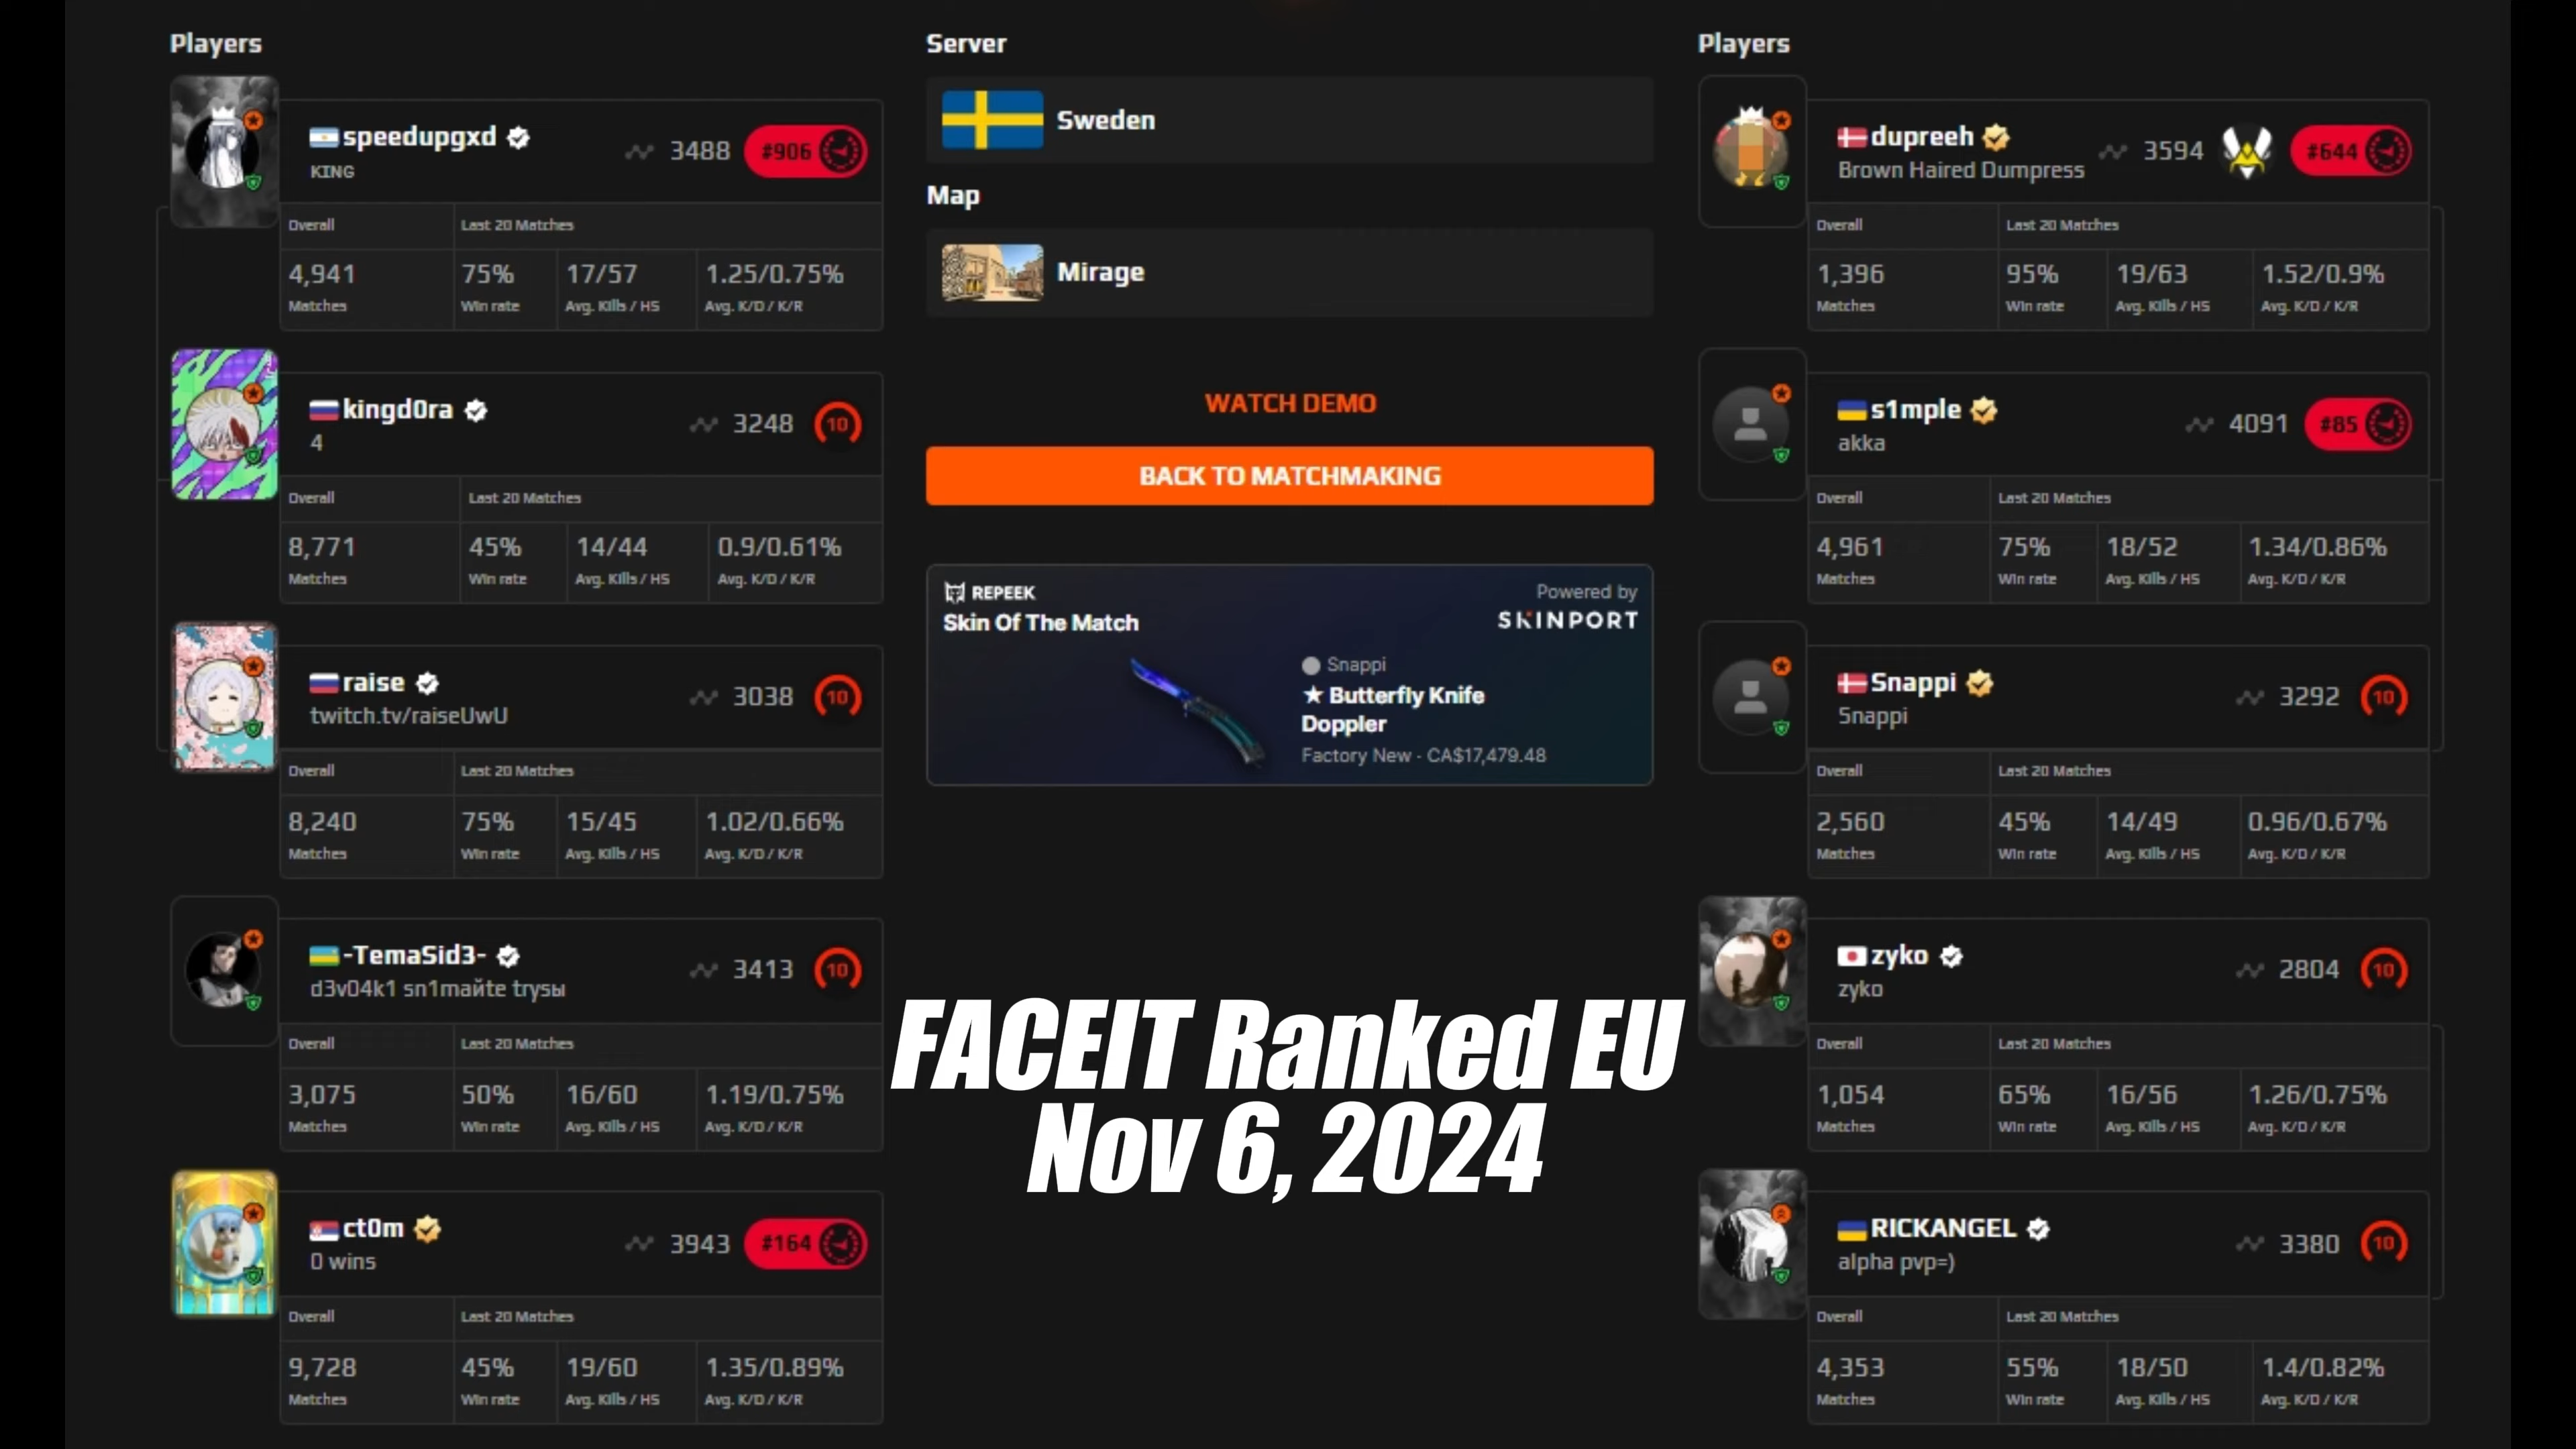 Players
speedupgxd
KING
3488
#906
Overall
Last 20 Matches
4,941
75%
17/57
1.25/0.75%
Matches
Win rate
Avg. Kills / HS
Avg. K/D / K/R
kingd0ra
4
3248
10
Overall
Last 20 Matches
8,771
45%
14/44
0.9/0.61%
Matches
Win rate
Avg. Kills / HS
Avg. K/D / K/R
raise
twitch.tv/raiseUwU
3038
10
Overall
Last 20 Matches
8,240
75%
15/45
1.02/0.66%
Matches
Win rate
Avg. Kills / HS
Avg. K/D / K/R
-TemaSid3-
d3v04k1 sn1mайте trysы
3413
10
Overall
Last 20 Matches
3,075
50%
16/60
1.19/0.75%
Matches
Win rate
Avg. Kills / HS
Avg. K/D / K/R
ct0m
0 wins
3943
#164
Overall
Last 20 Matches
9,728
45%
19/60
1.35/0.89%
Matches
Win rate
Avg. Kills / HS
Avg. K/D / K/R
Server
Sweden
Map
Mirage
WATCH DEMO
BACK TO MATCHMAKING
REPEEK
Skin Of The Match
Powered by
SKINPORT
Snappi
★ Butterfly Knife
Doppler
Factory New - CA$17,479.48
FACEIT Ranked EU
Nov 6, 2024
Players
dupreeh
Brown Haired Dumpress
3594
#644
Overall
Last 20 Matches
1,396
95%
19/63
1.52/0.9%
Matches
Win rate
Avg. Kills / HS
Avg. K/D / K/R
s1mple
akka
4091
#85
Overall
Last 20 Matches
4,961
75%
18/52
1.34/0.86%
Matches
Win rate
Avg. Kills / HS
Avg. K/D / K/R
Snappi
Snappi
3292
10
Overall
Last 20 Matches
2,560
45%
14/49
0.96/0.67%
Matches
Win rate
Avg. Kills / HS
Avg. K/D / K/R
zyko
zyko
2804
10
Overall
Last 20 Matches
1,054
65%
16/56
1.26/0.75%
Matches
Win rate
Avg. Kills / HS
Avg. K/D / K/R
RICKANGEL
alpha pvp=)
3380
10
Overall
Last 20 Matches
4,353
55%
18/50
1.4/0.82%
Matches
Win rate
Avg. Kills / HS
Avg. K/D / K/R